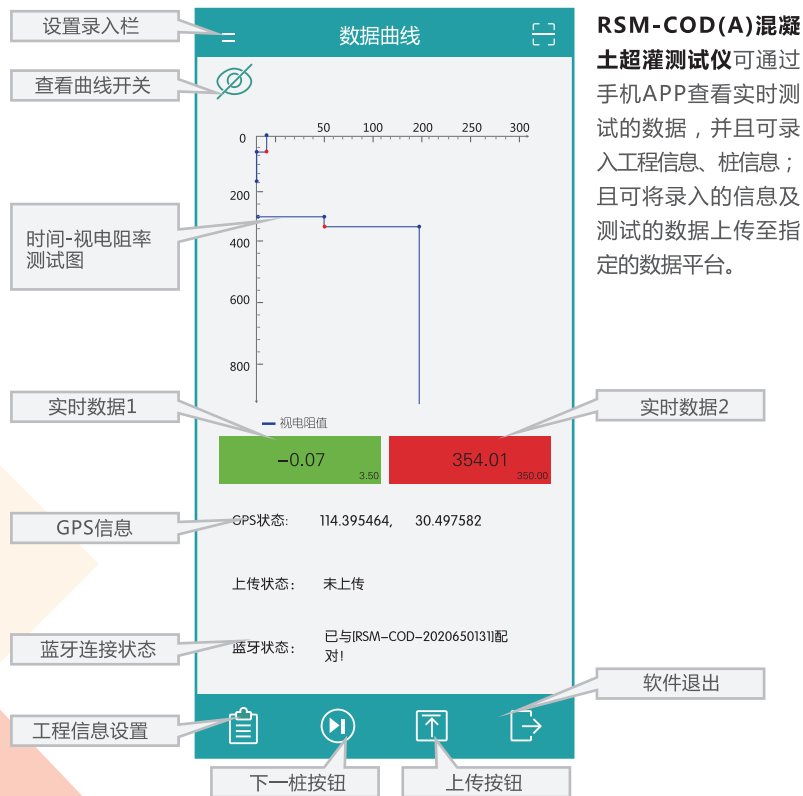 设置录入栏
数据曲线
查看曲线开关
50 100 200 250 300
0
200
400
600
800
时间-视电阻率
测试图
视电阻值
实时数据1
-0.07
3.50
354.01
350.00
实时数据2
GPS信息
GPS状态: 114.395464, 30.497582
上传状态: 未上传
蓝牙连接状态
蓝牙状态: 已与[RSM-COD-2020650131]配
对!
软件退出
工程信息设置
下一桩按钮
上传按钮
RSM-COD(A)混凝
土超灌测试仪可通过
手机APP查看实时测
试的数据，并且可录
入工程信息、桩信息；
且可将录入的信息及
测试的数据上传至指
定的数据平台。